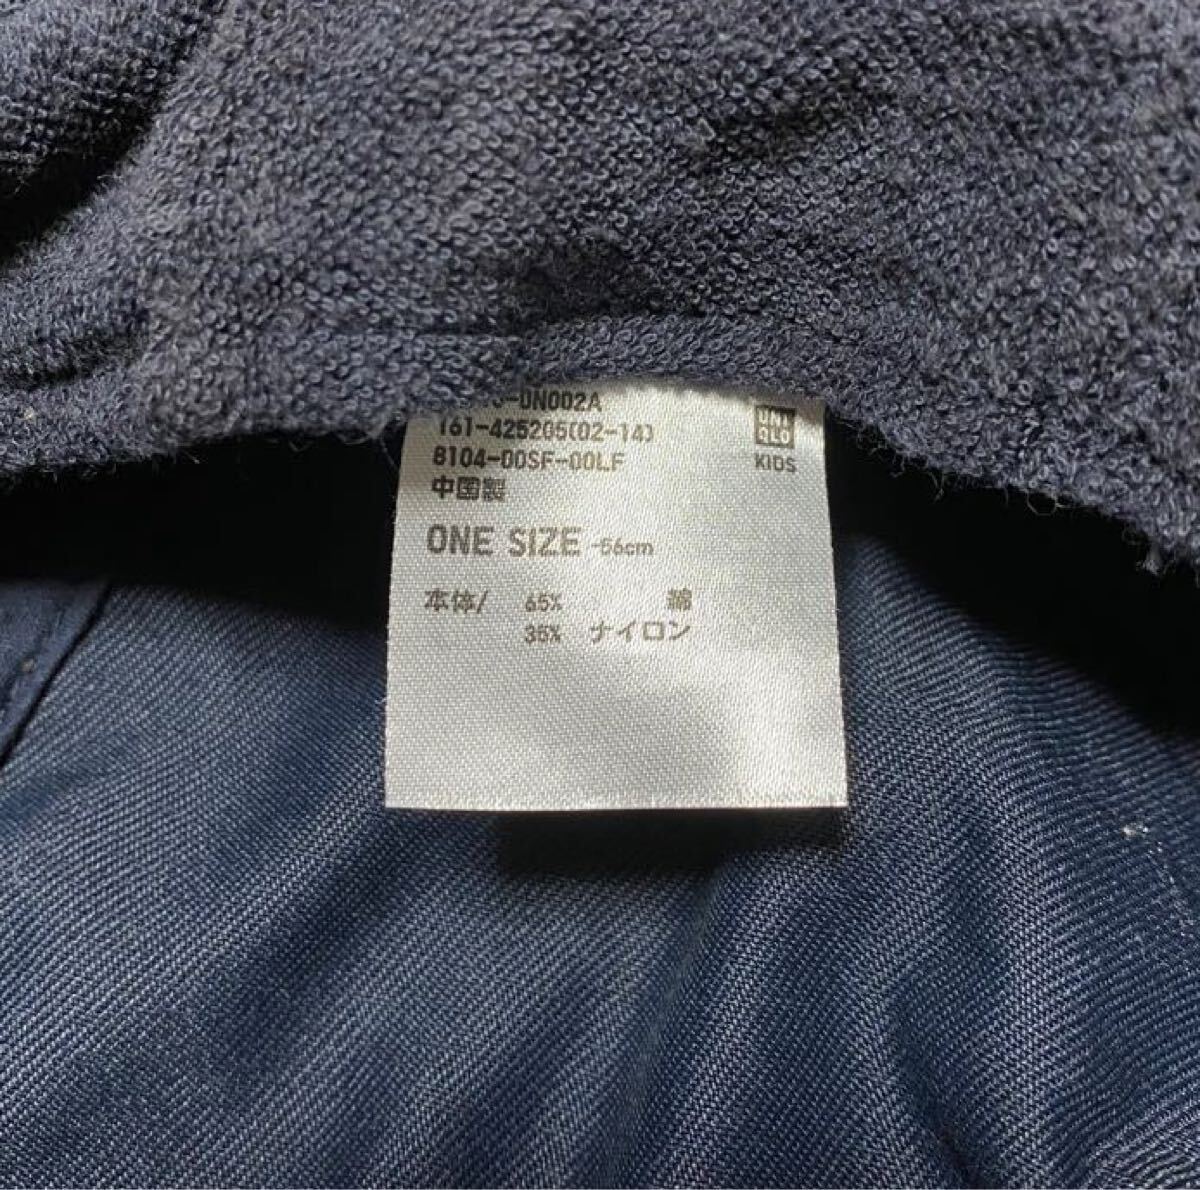 -UN002A
161-425205(02-14)
8104-00SF-00LF
中国製
ONE SIZE -56cm
本体/ 65% 綿
35% ナイロン
UNI
QLO
KIDS